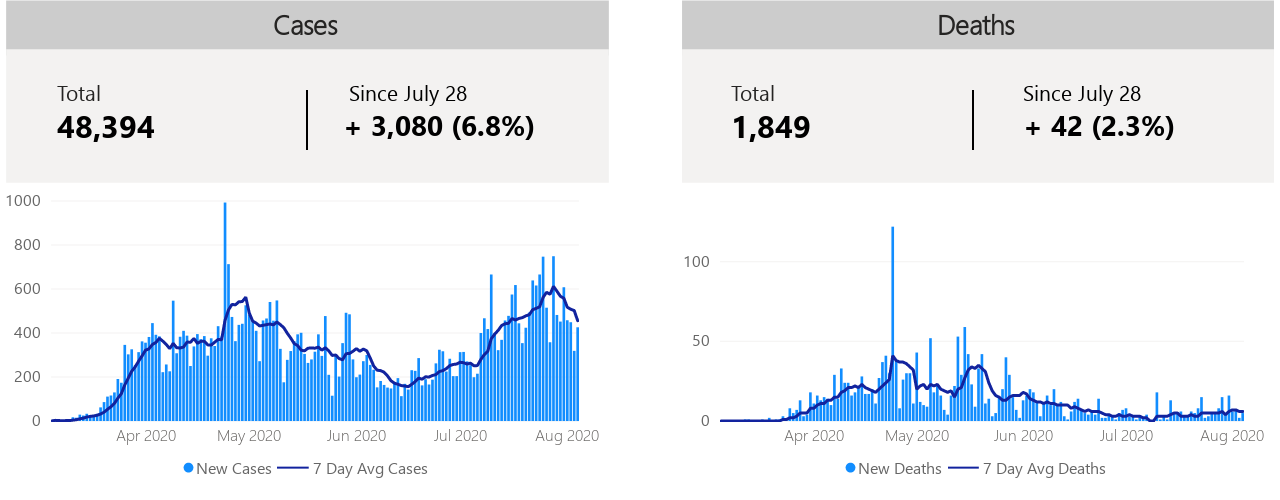 Cases
Total
48,394
Since July 28
+ 3,080 (6.8%)
1000
800
600
400
200
0
Apr 2020
May 2020
Jun 2020
Jul 2020
Aug 2020
New Cases
7 Day Avg Cases
Deaths
Total
1,849
Since July 28
+ 42 (2.3%)
100
50
0
Apr 2020
May 2020
Jun 2020
Jul 2020
Aug 2020
New Deaths
7 Day Avg Deaths